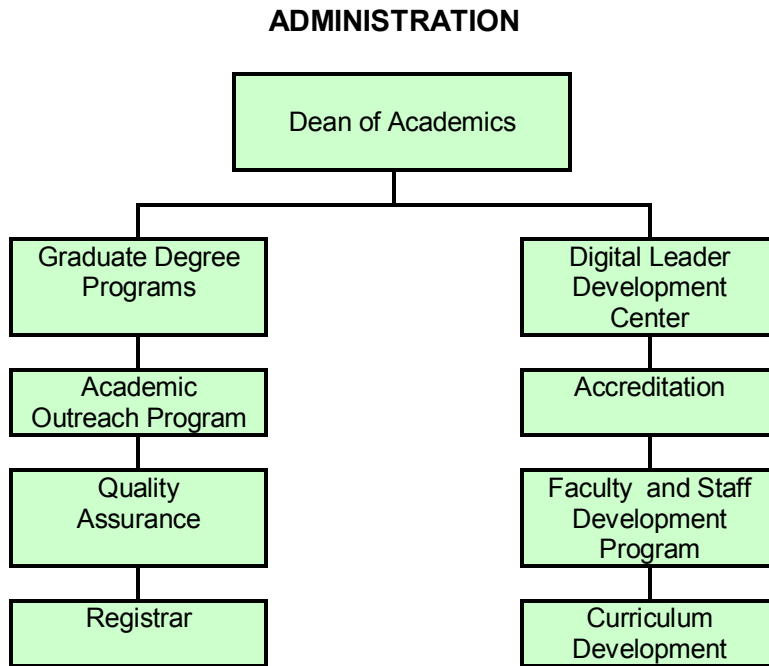 ADMINISTRATION
Dean of Academics
Graduate Degree
Programs
Academic
Outreach Program
Quality
Assurance
Registrar
Digital Leader
Development
Center
Accreditation
Faculty and Staff
Development
Program
Curriculum
Development